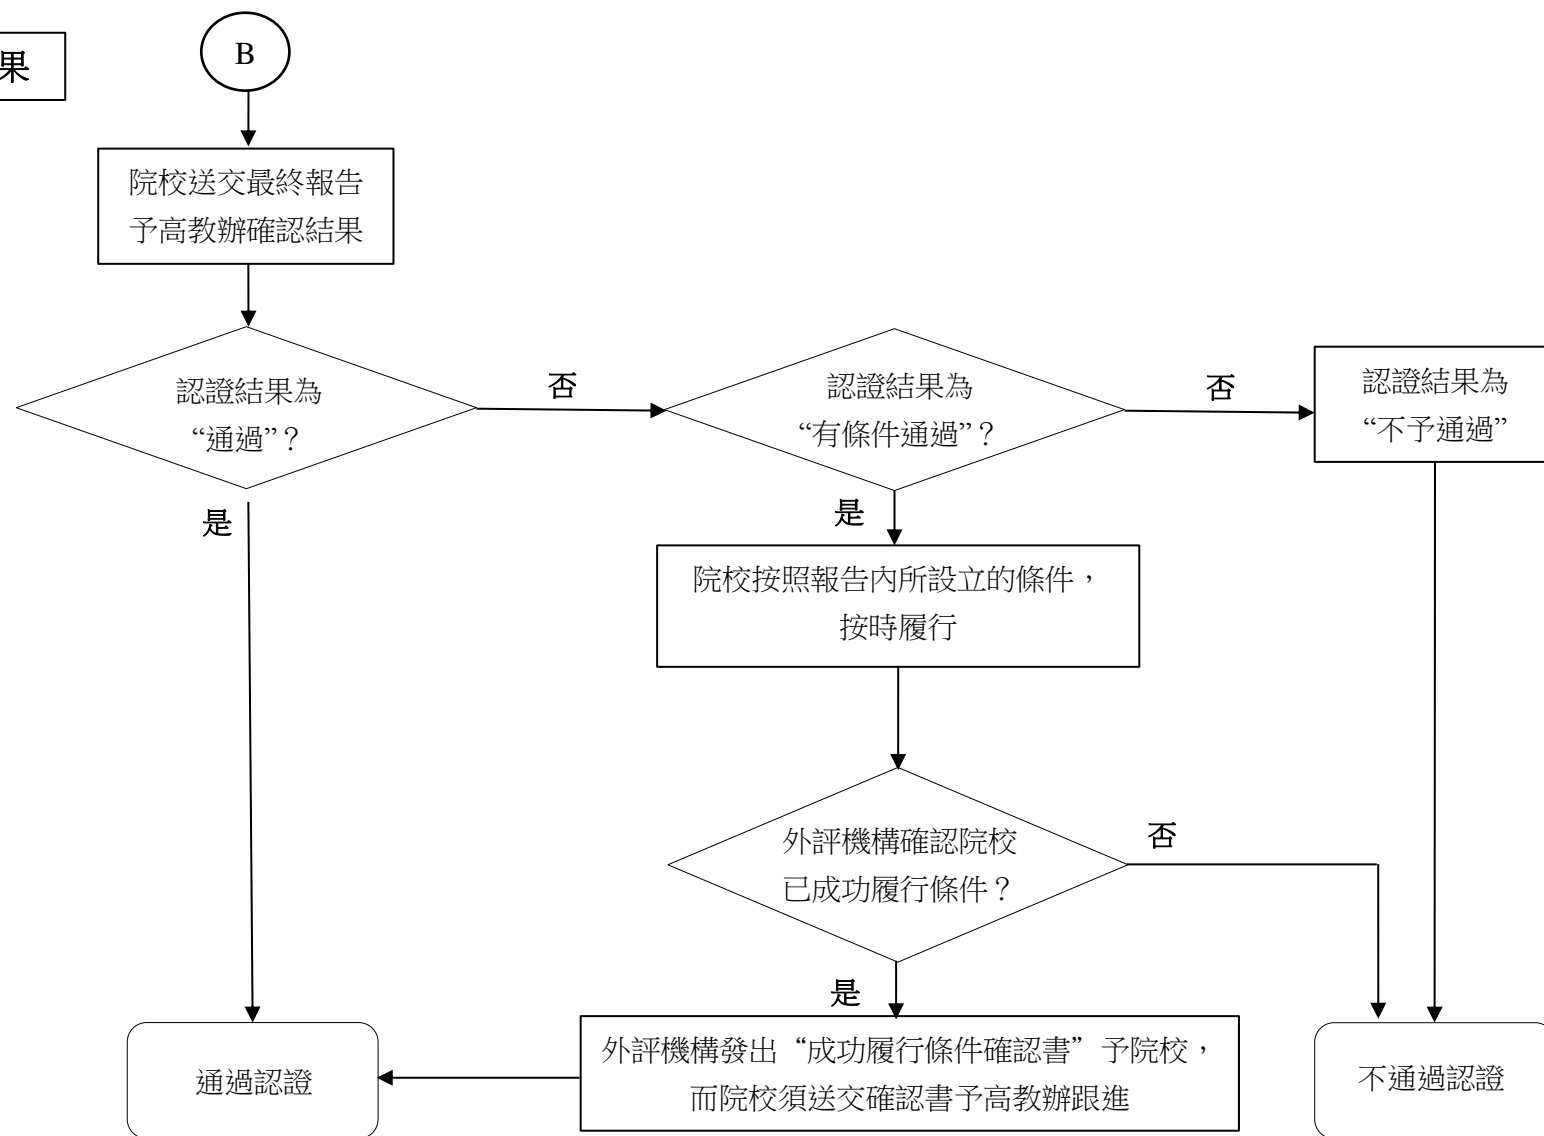 果
B
院校送交最終報告
予高教辦確認結果
認證結果為
“通過”？
否
認證結果為
“有條件通過”？
否
認證結果為
“不予通過”
是
是
院校按照報告內所設立的條件，
按時履行
外評機構確認院校
已成功履行條件？
否
是
通過認證
外評機構發出“成功履行條件確認書”予院校，
而院校須送交確認書予高教辦跟進
不通過認證